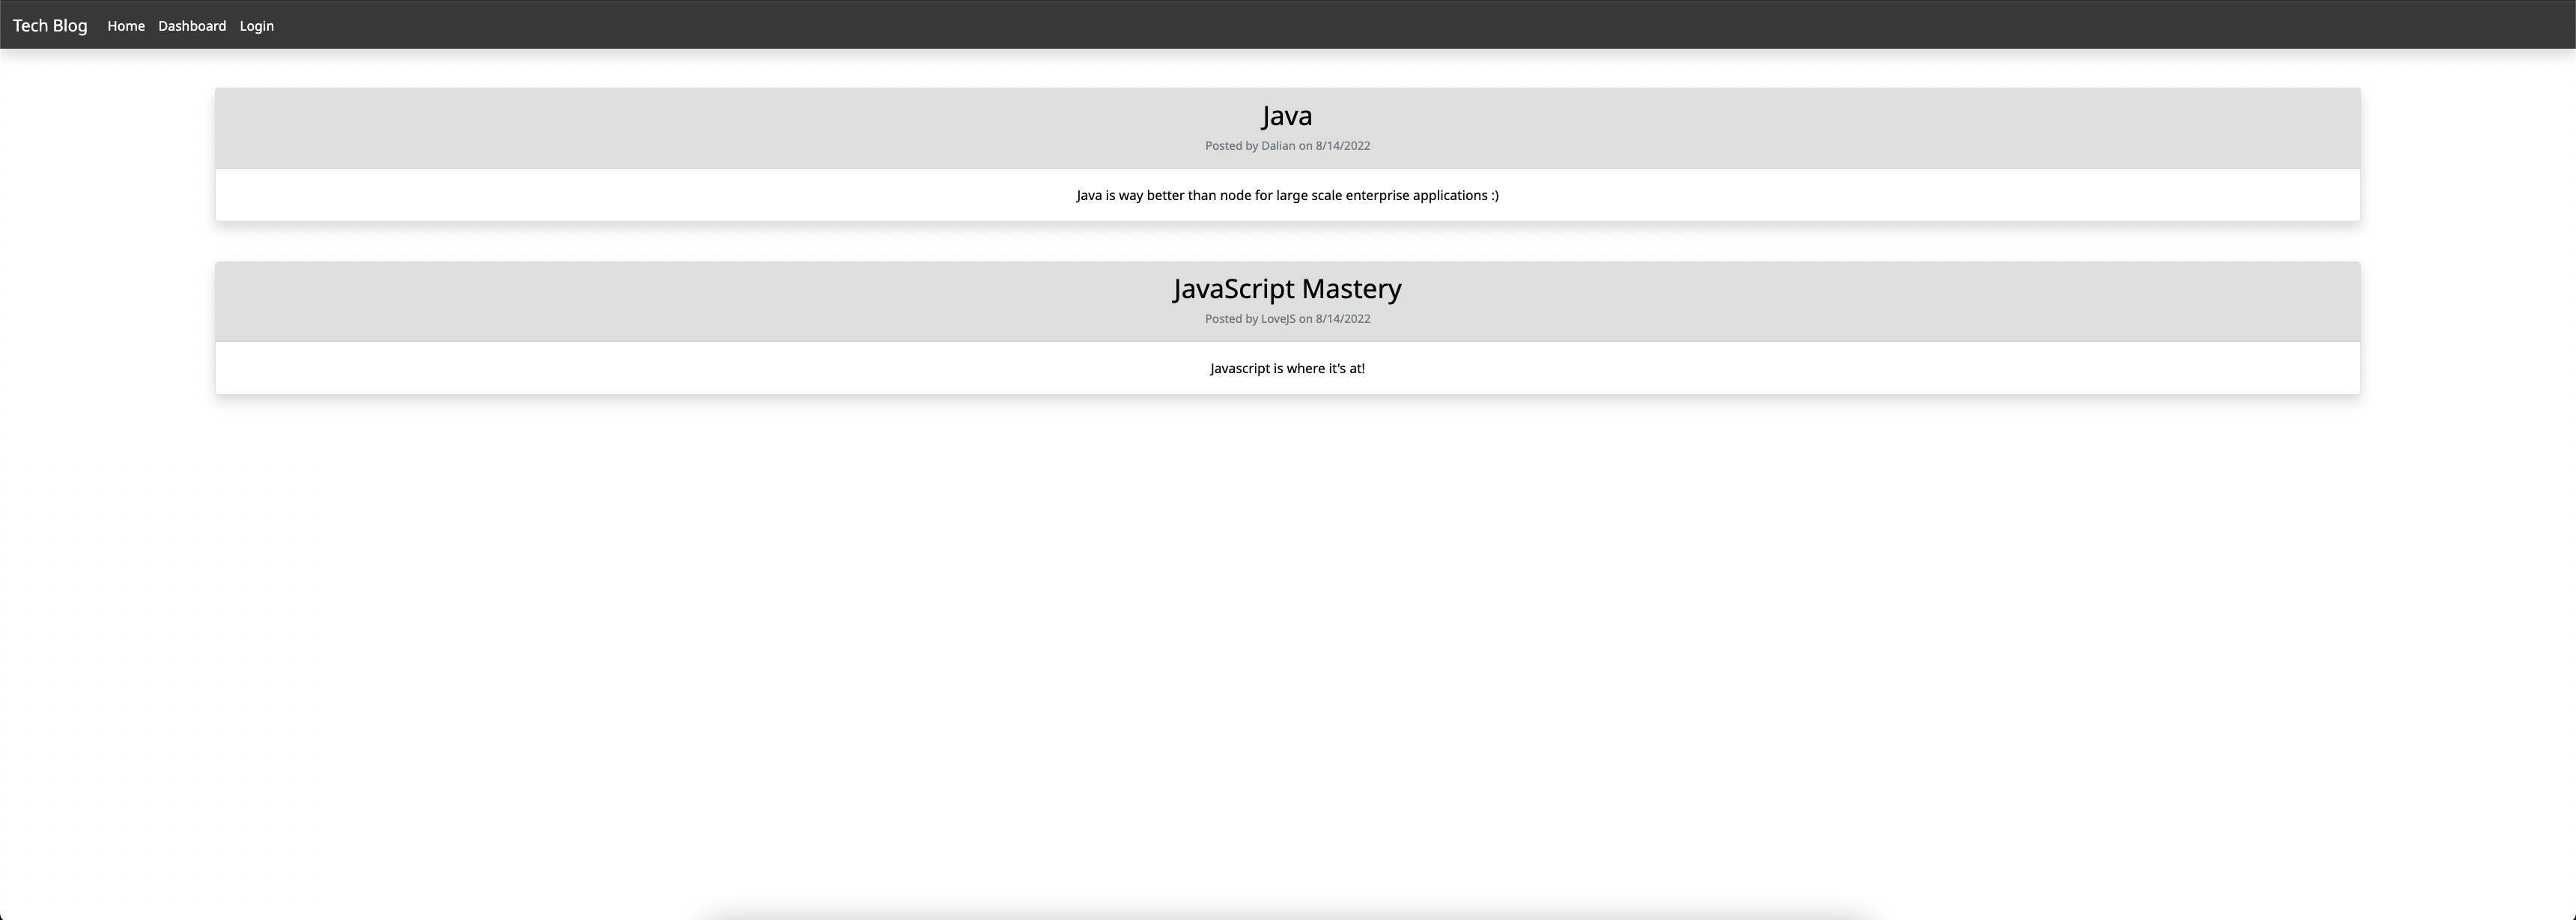 Tech Blog Home Dashboard Login
Java
Posted by Dalian on 8/14/2022
Java is way better than node for large scale enterprise applications :)
JavaScript Mastery
Posted by LoveJS on 8/14/2022
Javascript is where it's at!